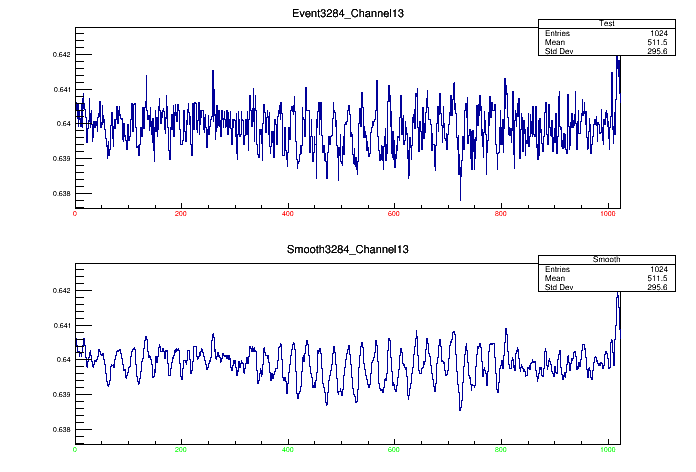 Event3284_Channel13
Test
Entries 1024
Mean 511.5
Std Dev 295.6
0.642
0.641
0.64
0.639
0.638
0 200 400 600 800 1000
Smooth3284_Channel13
Smooth
Entries 1024
Mean 511.5
Std Dev 295.6
0.642
0.641
0.64
0.639
0.638
0 200 400 600 800 1000